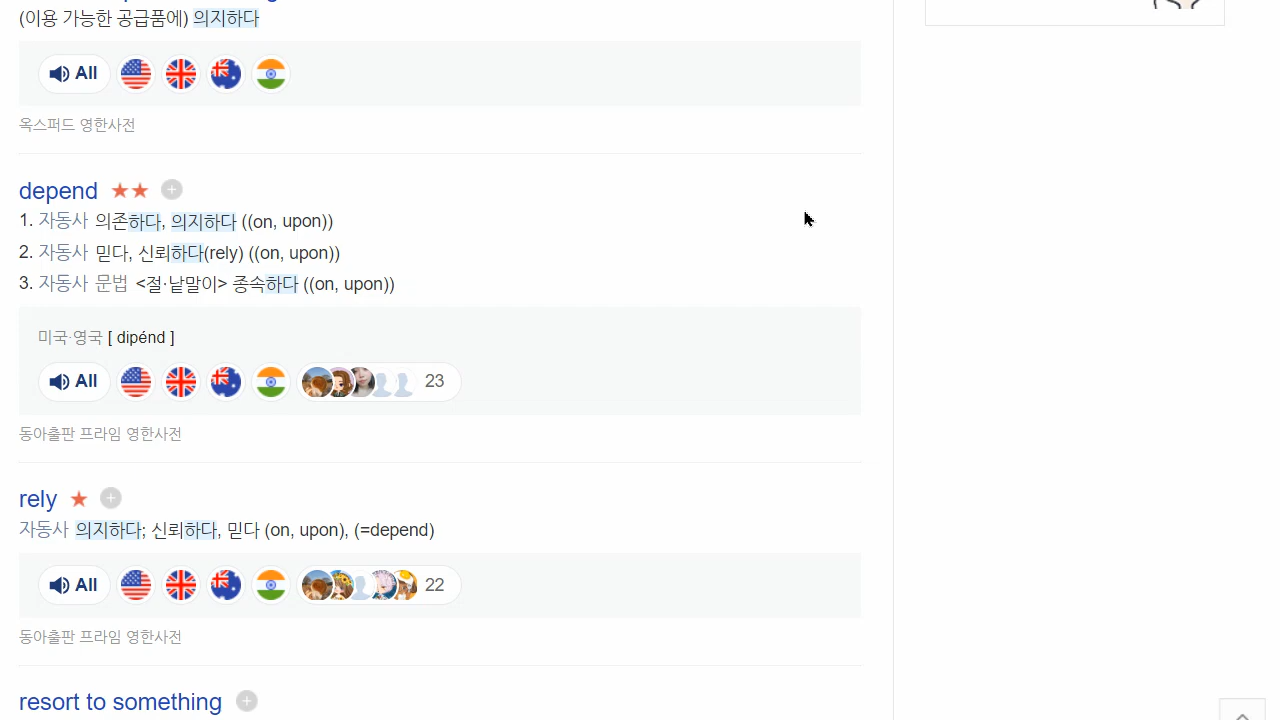 (이용 가능한 공급품에) 의지하다
All
옥스퍼드 영한사전
depend
1. 자동사 의존하다, 의지하다 ((on, upon))
2. 자동사 믿다, 신뢰하다(rely) ((on, upon))
3. 자동사 문법 <절·낱말이> 종속하다 ((on, upon))
미국·영국 [ dipénd ]
All 23
동아출판 프라임 영한사전
rely
자동사 의지하다; 신뢰하다, 믿다 (on, upon), (=depend)
All 22
동아출판 프라임 영한사전
resort to something